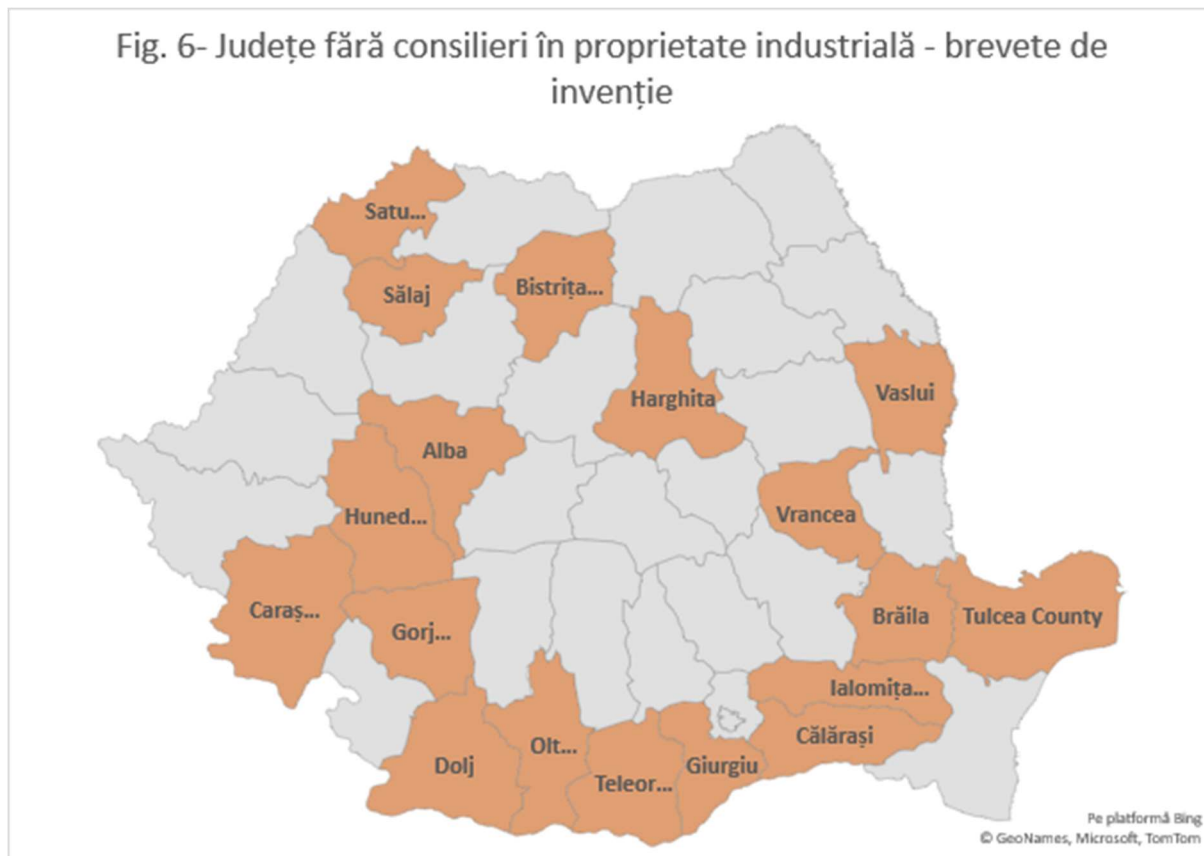 Fig. 6- Județe fără consilieri în proprietate industrială - brevete de
invenție
Satu...
Sălaj
Bistrița...
Harghita
Vaslui
Alba
Huned...
Vrancea
Caraș...
Gorj...
Brăila
Tulcea County
Ialomița...
Călărași
Dolj
Olt...
Teleor...
Giurgiu
Pe platformă Bing
© GeoNames, Microsoft, TomTom